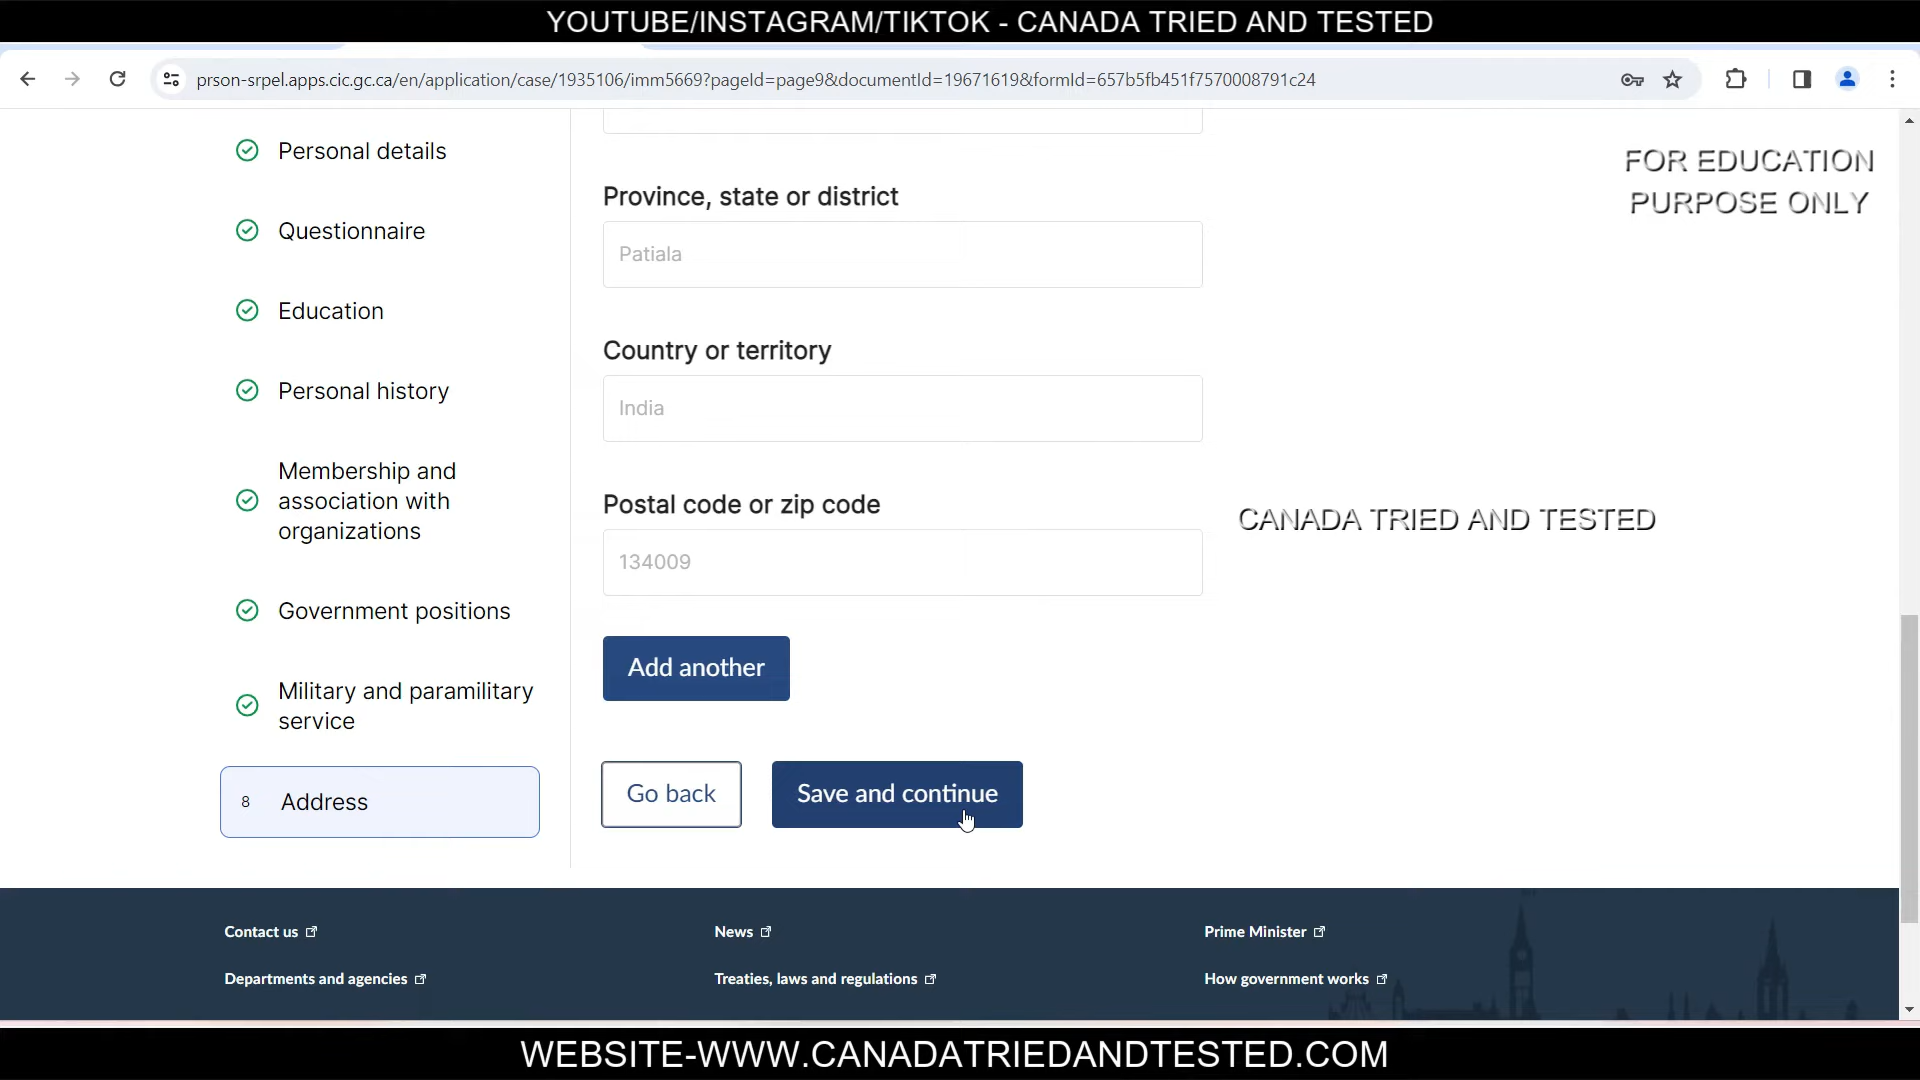 YOUTUBE/INSTAGRAM/TIKTOK - CANADA TRIED AND TESTED
prson-srpel.apps.cic.gc.ca/en/application/case/1935106/imm5669?pageId=page9&documentId=19671619&formId=657b5fb451f7570008791c24
FOR EDUCATION
PURPOSE ONLY
Personal details
Questionnaire
Education
Personal history
Membership and
association with
organizations
Government positions
Military and paramilitary
service
8 Address
Province, state or district
Patiala
Country or territory
India
Postal code or zip code
134009
CANADA TRIED AND TESTED
Add another
Go back
Save and continue
Contact us
News
Prime Minister
Departments and agencies
Treaties, laws and regulations
How government works
WEBSITE-WWW.CANADATRIEDANDTESTED.COM